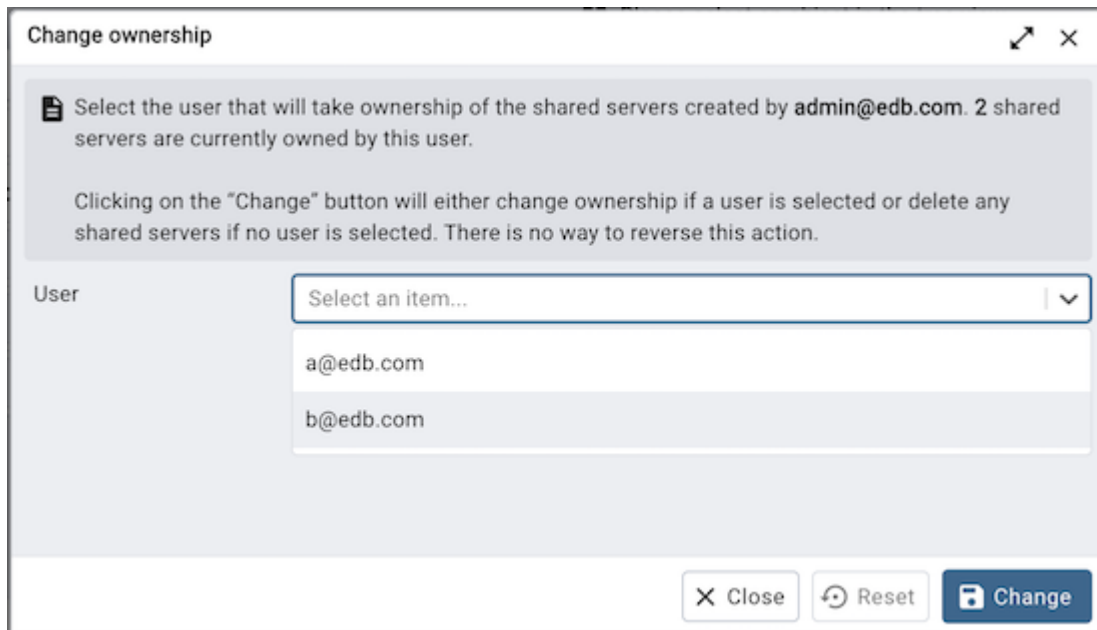 Change ownership
Select the user that will take ownership of the shared servers created by admin@edb.com. 2 shared
servers are currently owned by this user.
Clicking on the “Change” button will either change ownership if a user is selected or delete any
shared servers if no user is selected. There is no way to reverse this action.
User
Select an item...
a@edb.com
b@edb.com
Close
Reset
Change